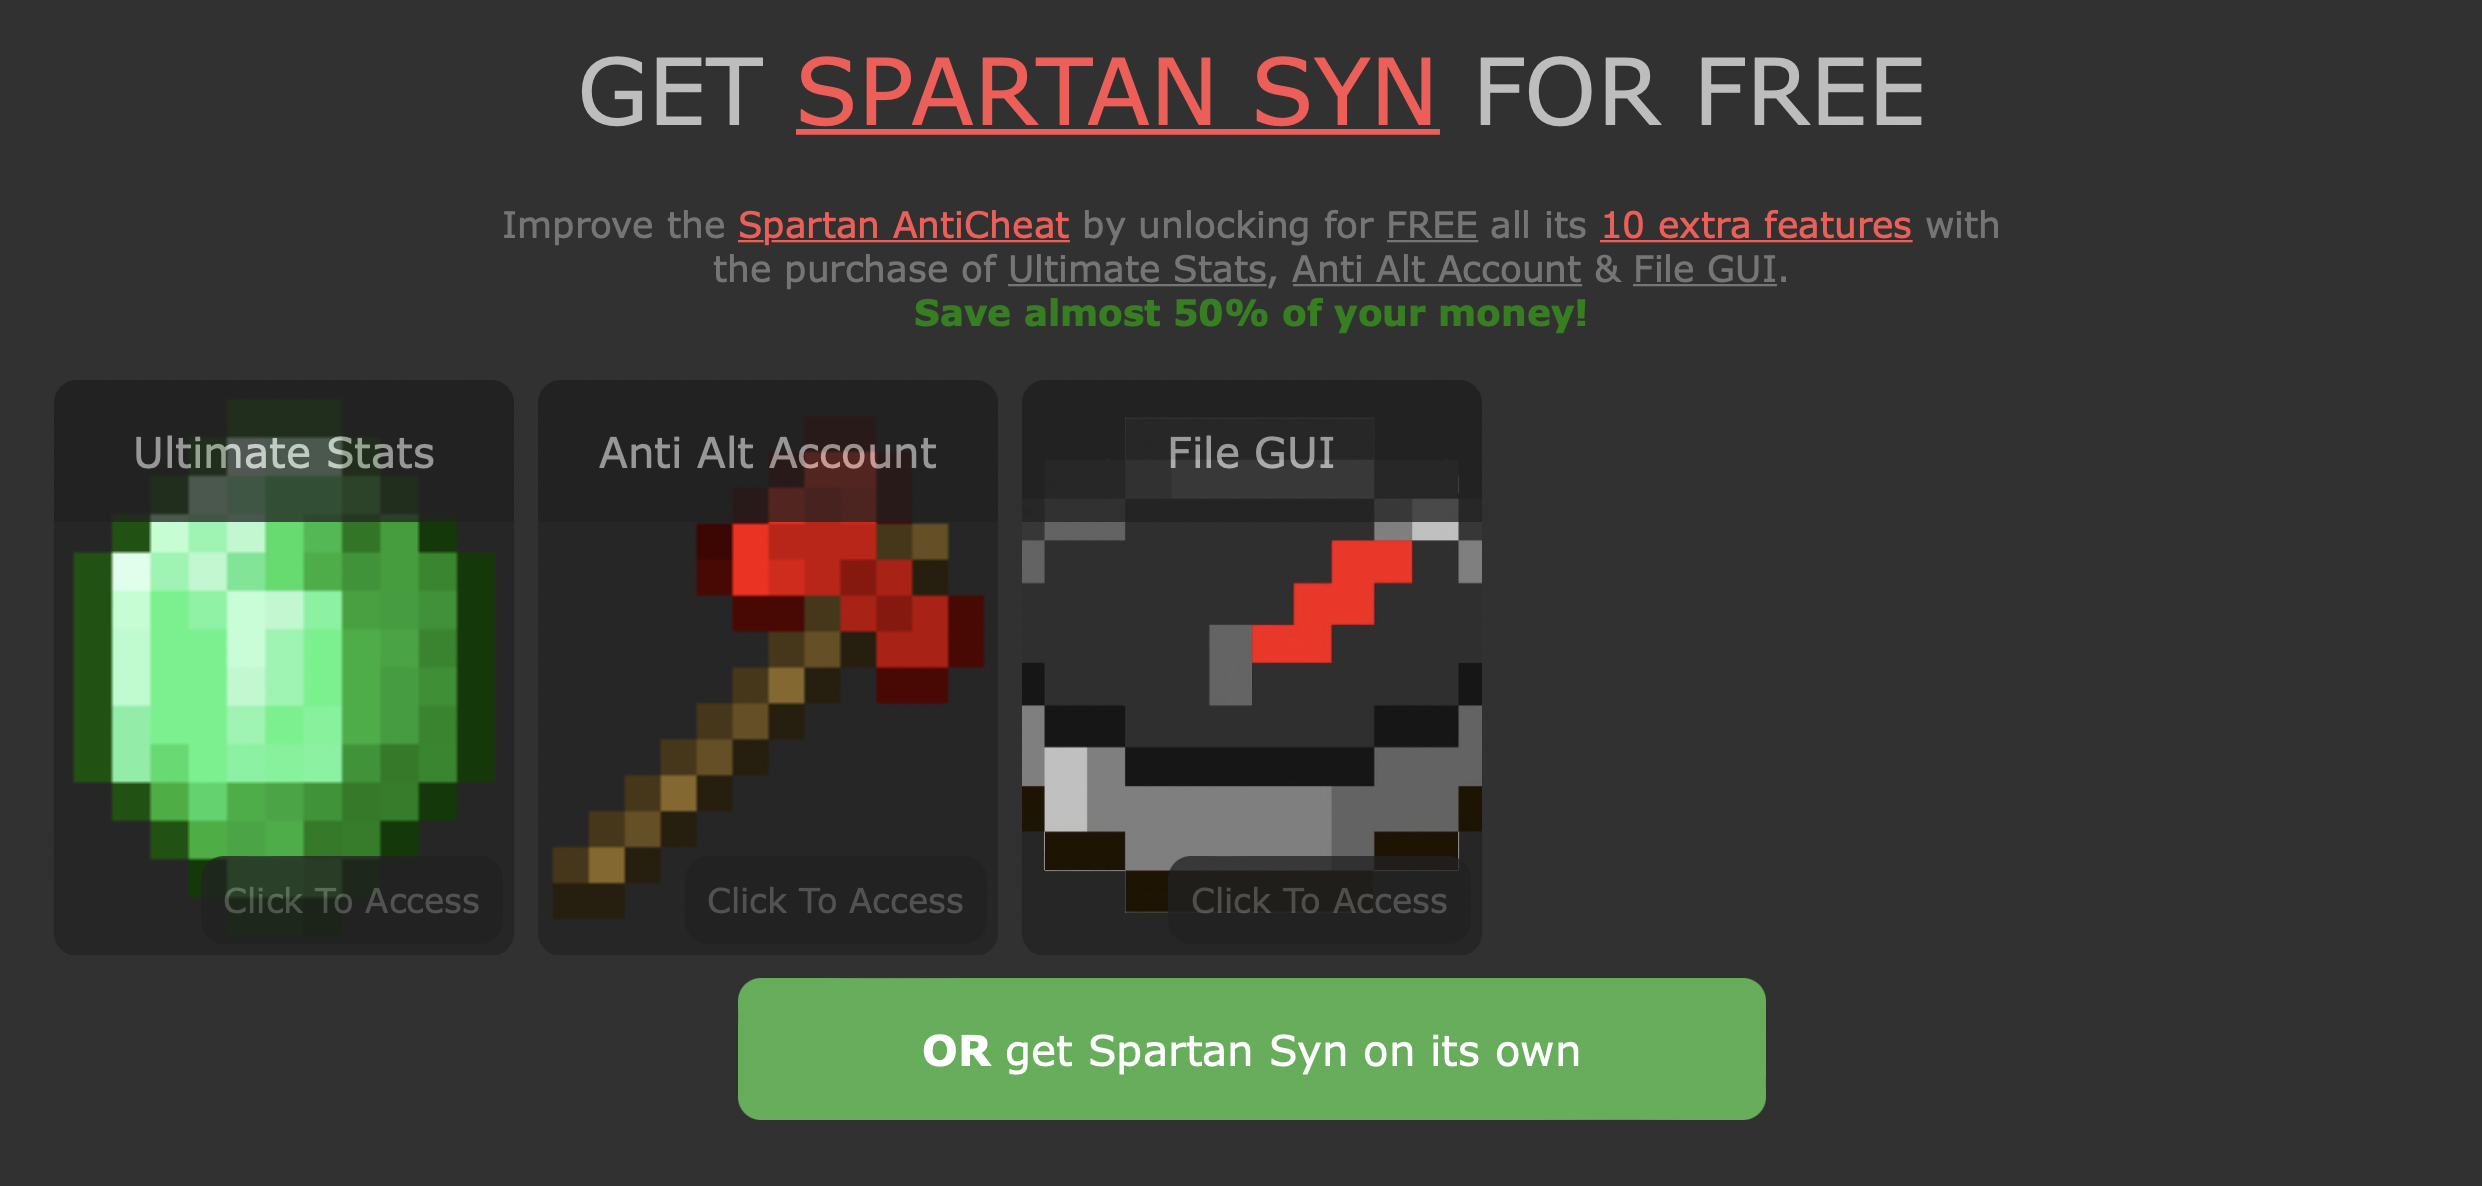 GET SPARTAN SYN FOR FREE
Improve the Spartan AntiCheat by unlocking for FREE all its 10 extra features with
the purchase of Ultimate Stats, Anti Alt Account & File GUI.
Save almost 50% of your money!
Ultimate Stats
Anti Alt Account
File GUI
Click To Access
Click To Access
Click To Access
OR get Spartan Syn on its own